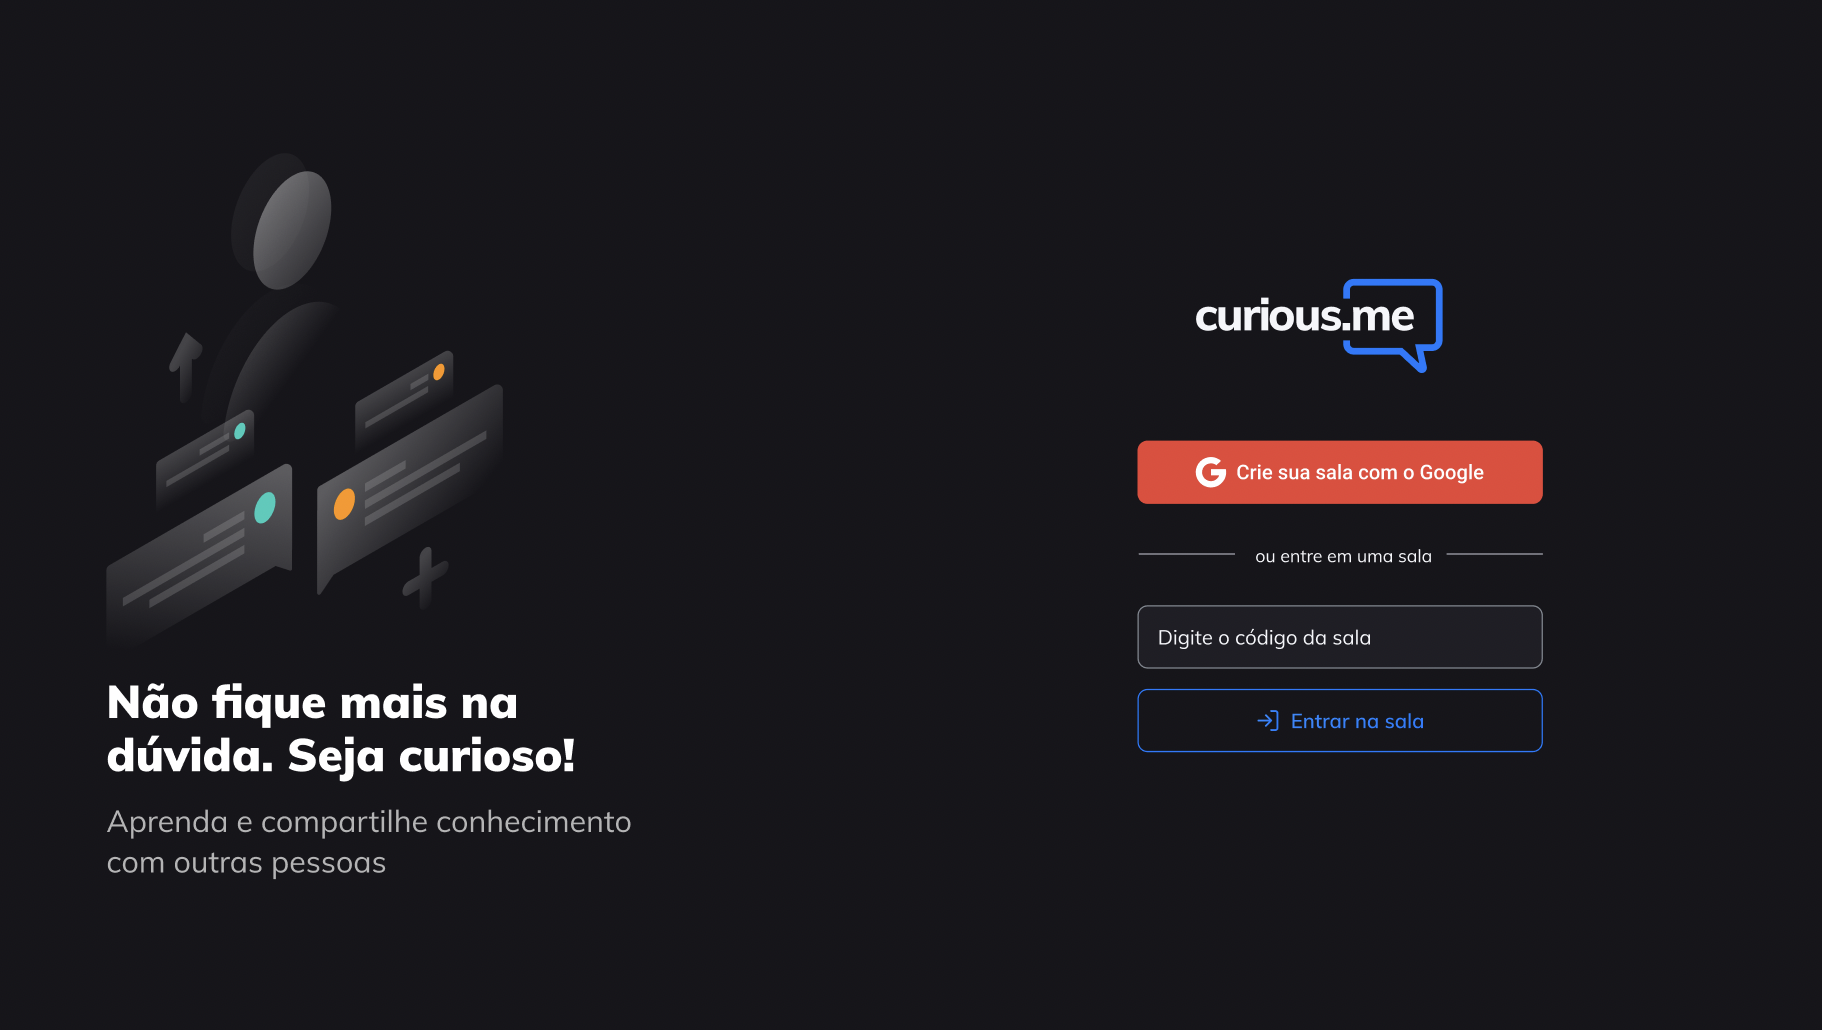 Não fique mais na
dúvida. Seja curioso!
Aprenda e compartilhe conhecimento
com outras pessoas
curious.me
Crie sua sala com o Google
ou entre em uma sala
Digite o código da sala
Entrar na sala